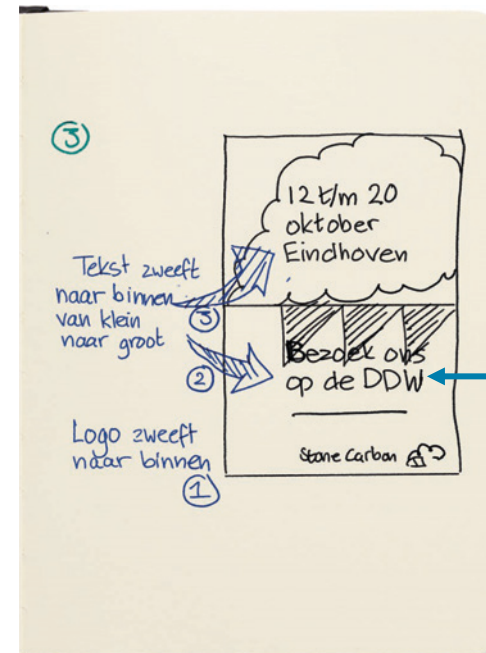 3
12 t/m 20
oktober
Eindhoven
Tekst zweeft
naar binnen
van klein
naar groot
3
2
Bezoek ons
op de DDW
Logo zweeft
naar binnen
1
Stone Carbon